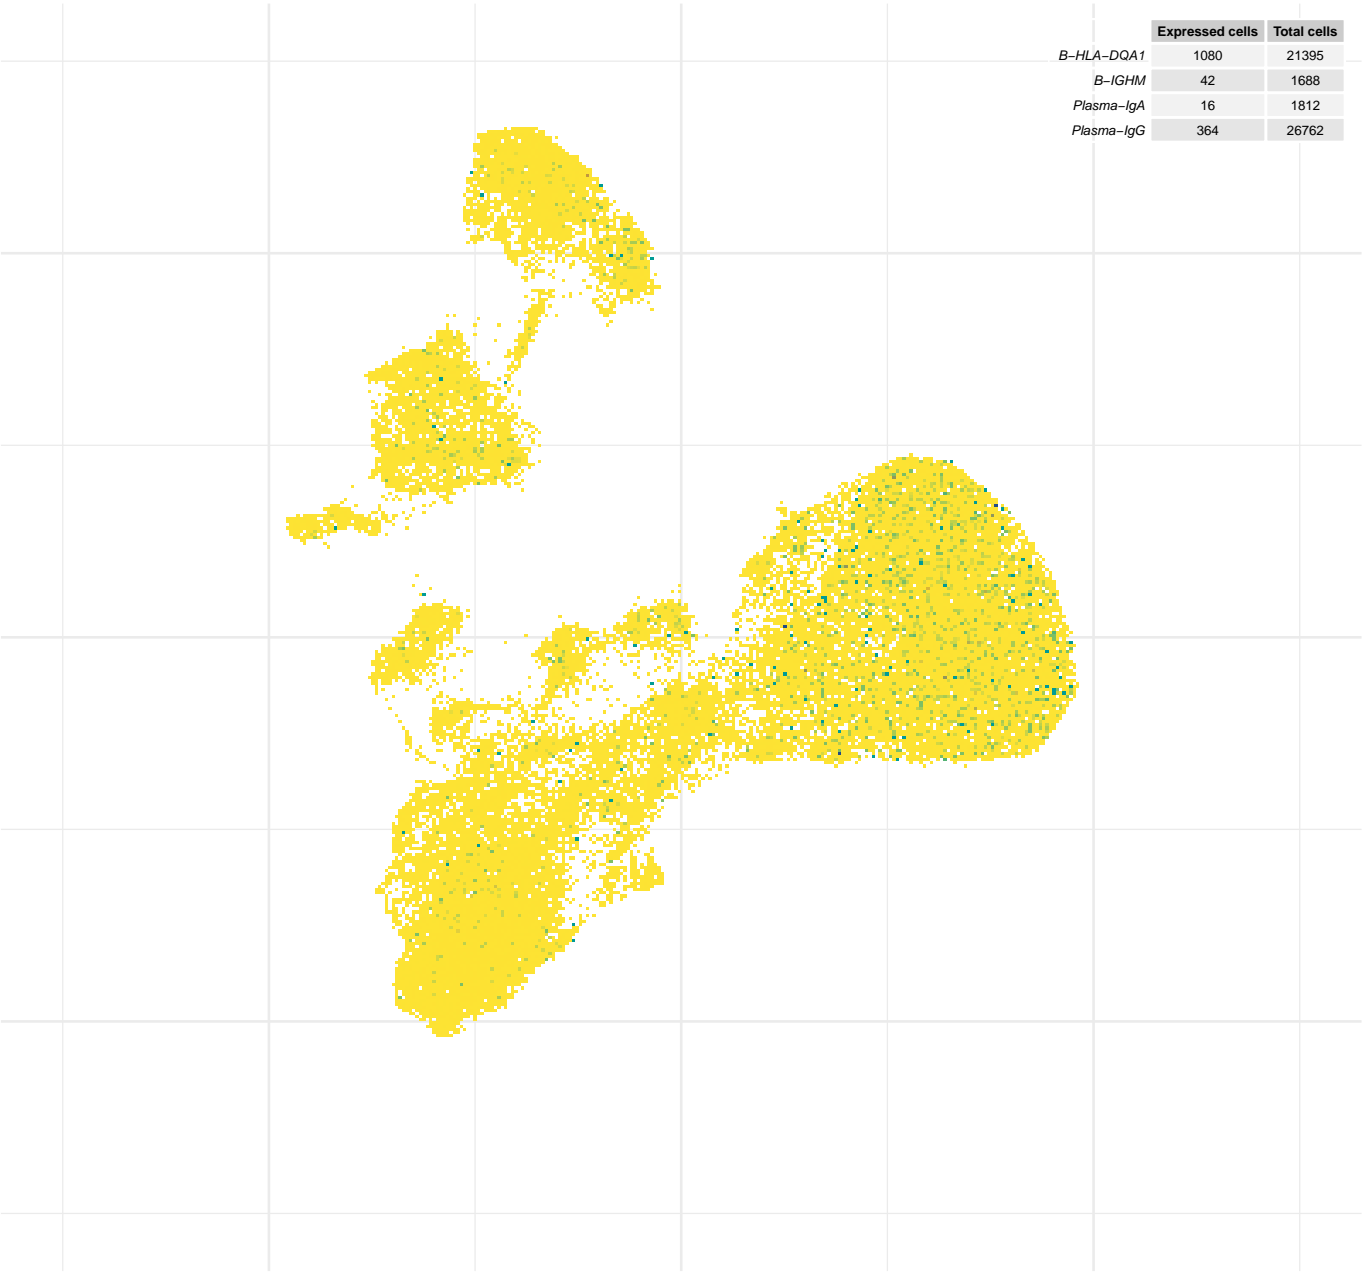 Expressed cells Total cells
B−HLA−DQA1 1080 21395
B−IGHM 42 1688
Plasma−IgA 16 1812
Plasma−IgG 364 26762